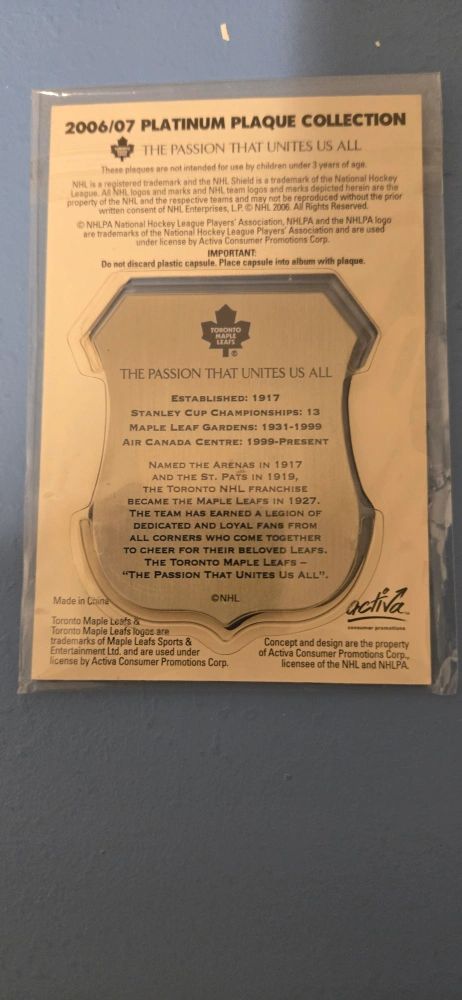 2006/07 PLATINUM PLAQUE COLLECTION
THE PASSION THAT UNITES US ALL
These plaques are not intended for use by children under 3 years of age.
NHL is a registered trademark and the NHL Shield is a trademark of the National Hockey
League. All NHL logos and marks and NHL team logos and marks depicted herein are the
property of the NHL and the respective teams and may not be reproduced without the prior
written consent of NHL Enterprises, L.P. © NHL 2006. All Rights Reserved.
© NHLPA National Hockey League Players' Association, NHLPA and the NHLPA logo
are trademarks of the National Hockey League Players' Association and are used
under license by Activa Consumer Promotions Corp.
IMPORTANT:
Do not discard plastic capsule. Place capsule into album with plaque.
TORONTO
MAPLE
LEAFS
®
THE PASSION THAT UNITES US ALL
ESTABLISHED: 1917
STANLEY CUP CHAMPIONSHIPS: 13
MAPLE LEAF GARDENS: 1931-1999
AIR CANADA CENTRE: 1999-PRESENT
NAMED THE ARENAS IN 1917
AND THE ST. PATS IN 1919,
THE TORONTO NHL FRANCHISE
BECAME THE MAPLE LEAFS IN 1927.
THE TEAM HAS EARNED A LEGION OF
DEDICATED AND LOYAL FANS FROM
ALL CORNERS WHO COME TOGETHER
TO CHEER FOR THEIR BELOVED LEAFS.
THE TORONTO MAPLE LEAFS –
"THE PASSION THAT UNITES US ALL".
©NHL
Made in China
Toronto Maple Leafs &
Toronto Maple Leafs logos are
trademarks of Maple Leafs Sports &
Entertainment Ltd. and are used under
license by Activa Consumer Promotions Corp.
activa
consumer promotions
Concept and design are the property
of Activa Consumer Promotions Corp.,
licensee of the NHL and NHLPA.